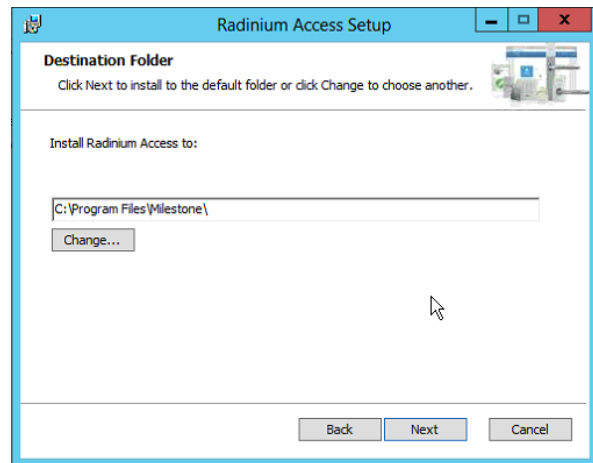 Radinium Access Setup
Destination Folder
Click Next to install to the default folder or click Change to choose another.
Install Radinium Access to:
C:\Program Files\Milestone\
Change...
Back Next Cancel